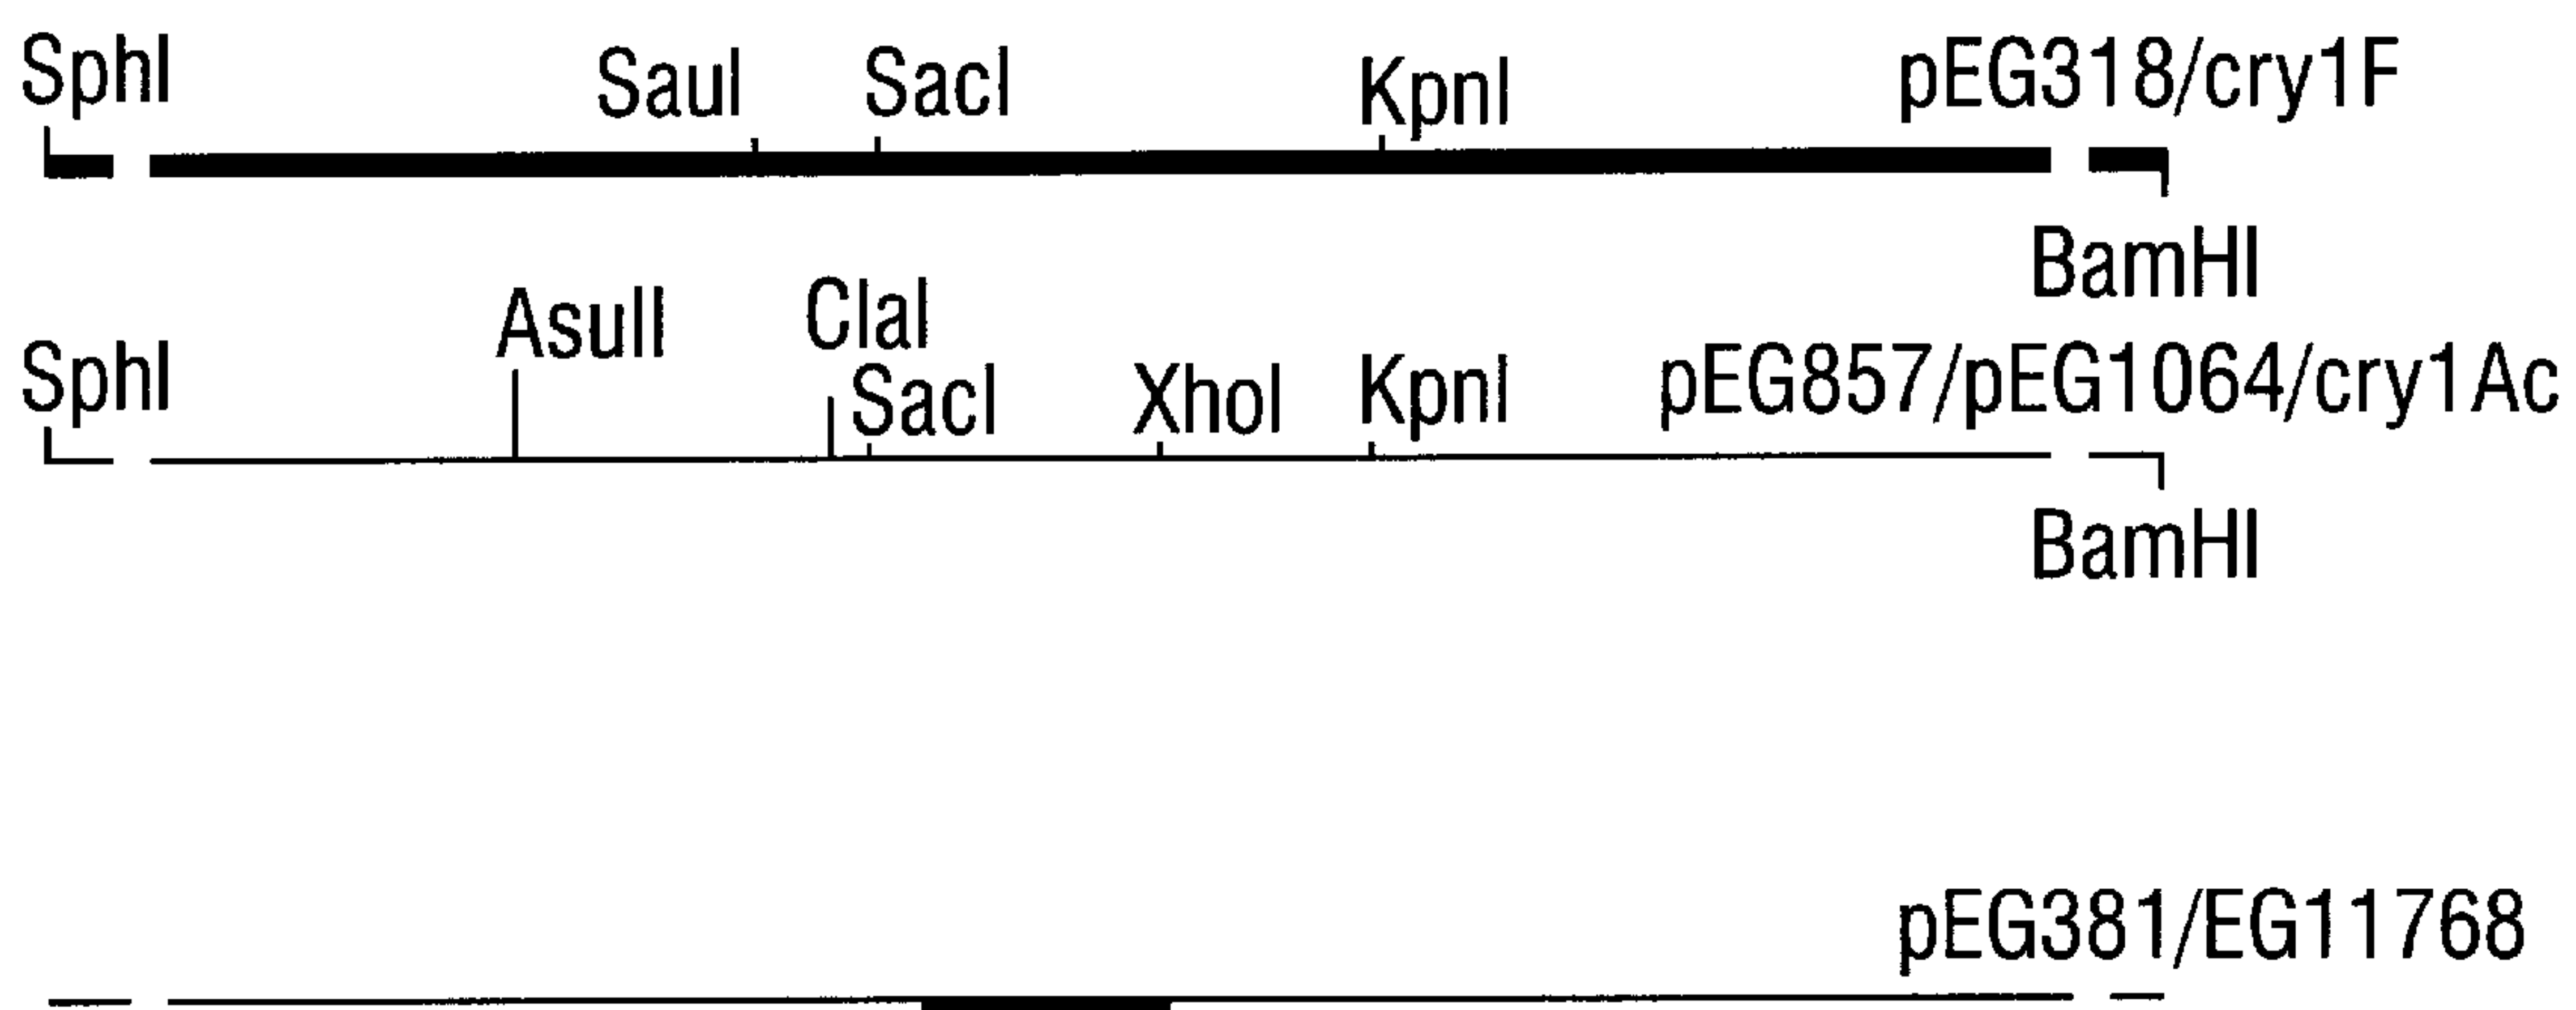 SphI SauI SacI KpnI pEG318/cry1F
BamHI
AsuII ClaI
SphI SacI XhoI KpnI pEG857/pEG1064/cry1Ac
BamHI
pEG381/EG11768